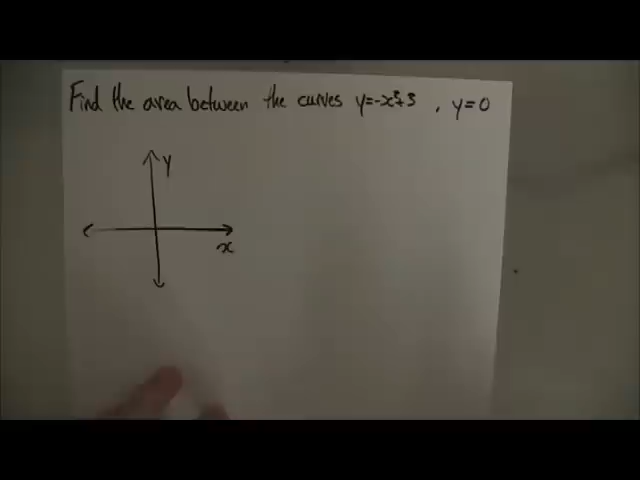 Find the area between the curves y=-x²+3 , y=0
y
x